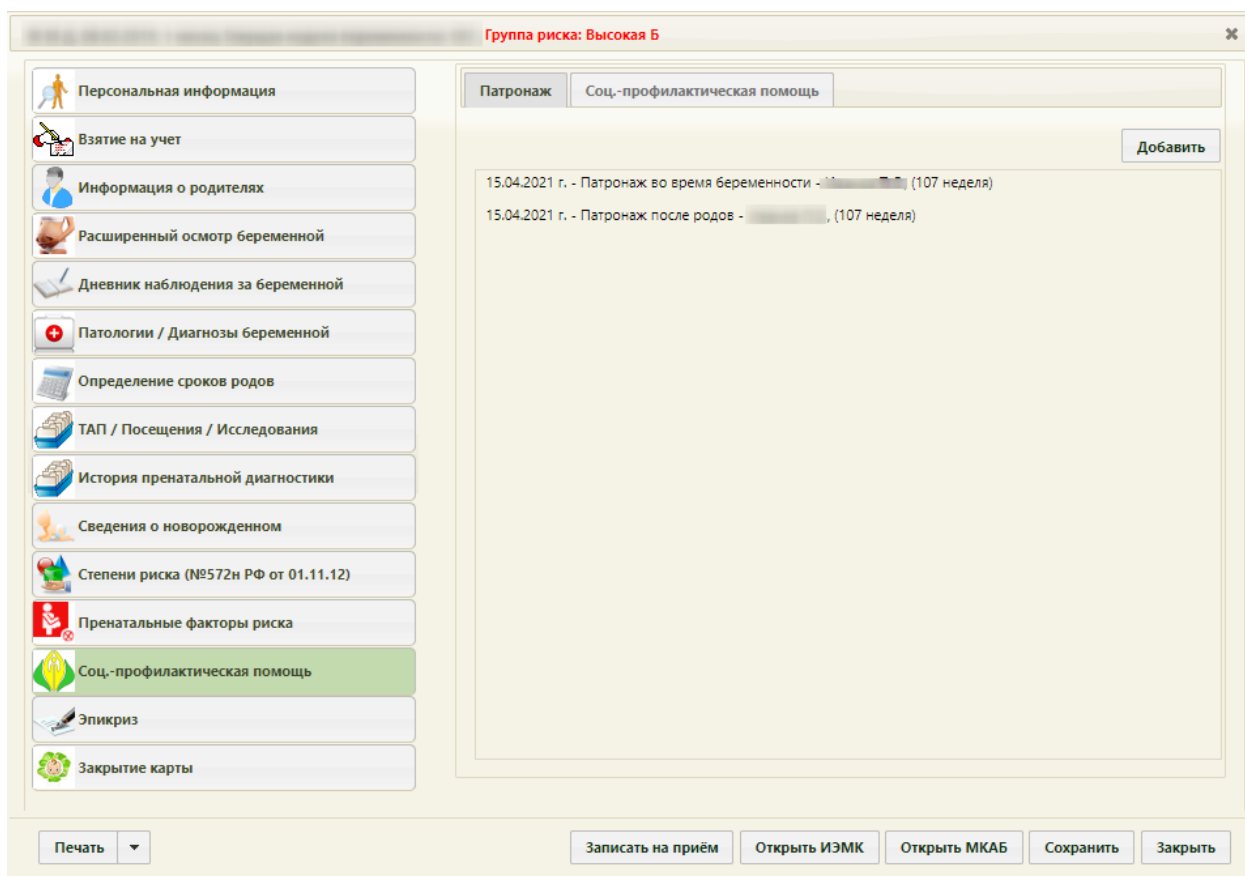 Группа риска: Высокая Б
Персональная информация
Взятие на учет
Информация о родителях
Расширенный осмотр беременной
Дневник наблюдения за беременной
Патологии / Диагнозы беременной
Определение сроков родов
ТАП / Посещения / Исследования
История пренатальной диагностики
Сведения о новорожденном
Степени риска (№572н РФ от 01.11.12)
Пренатальные факторы риска
Соц.-профилактическая помощь
Эпикриз
Закрытие карты
Патронаж Соц.-профилактическая помощь
Добавить
15.04.2021 г. - Патронаж во время беременности - (107 неделя)
15.04.2021 г. - Патронаж после родов - , (107 неделя)
Печать Записать на приём Открыть ИЭМК Открыть МКАБ Сохранить Закрыть